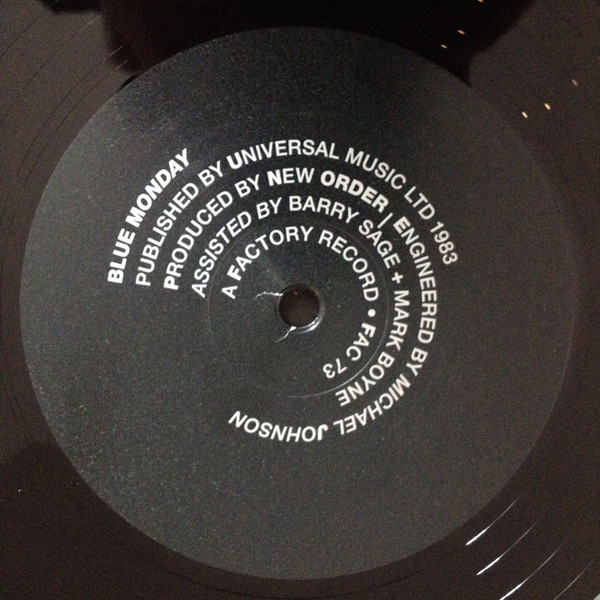 BLUE MONDAY
PUBLISHED BY UNIVERSAL MUSIC LTD 1983
PRODUCED BY NEW ORDER | ENGINEERED BY MICHAEL JOHNSON
ASSISTED BY BARRY SAGE + MARK BOYNE
A FACTORY RECORD • FAC 73